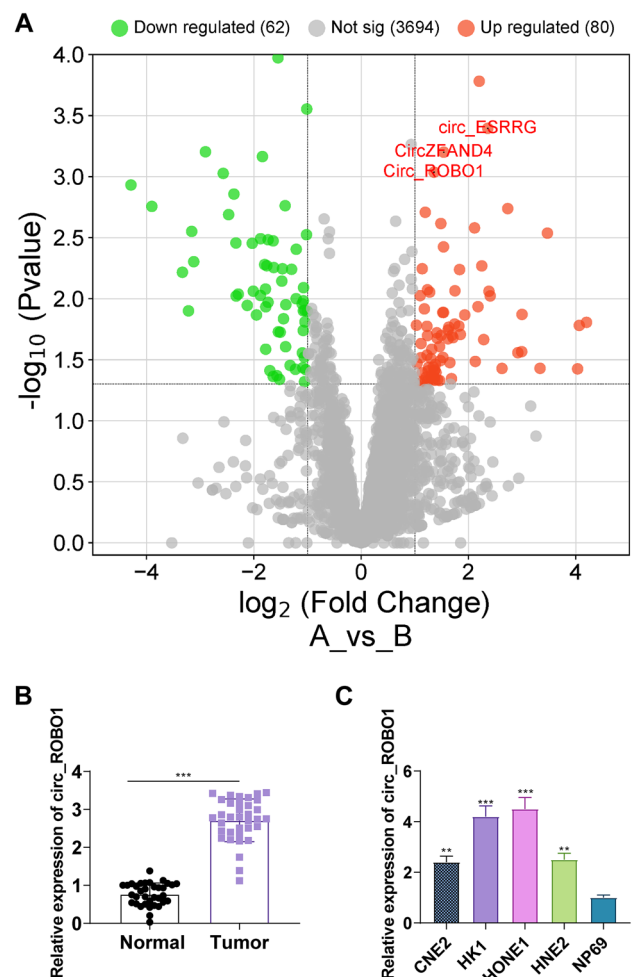 A
Down regulated (62) Not sig (3694) Up regulated (80)
4.0
3.5
3.0
2.5
2.0
1.5
1.0
0.5
0.0
-log10 (Pvalue)
circ_ESRRG
CircZFAND4
Circ_ROBO1
−4 −2 0 2 4
log2 (Fold Change)
A_vs_B
B
Relative expression of circ_ROBO1
4
3
2
1
0
***
Normal Tumor
C
Relative expression of circ_ROBO1
6
4
2
0
** *** *** **
CNE2 HK1 HONE1 HNE2 NP69